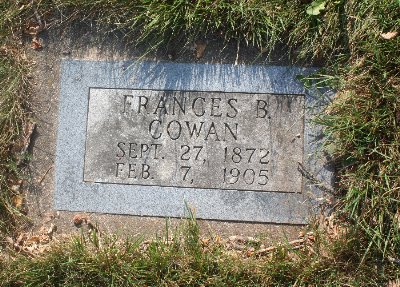 FRANCES B.
COWAN
SEPT. 27, 1872
FEB. 7, 1905